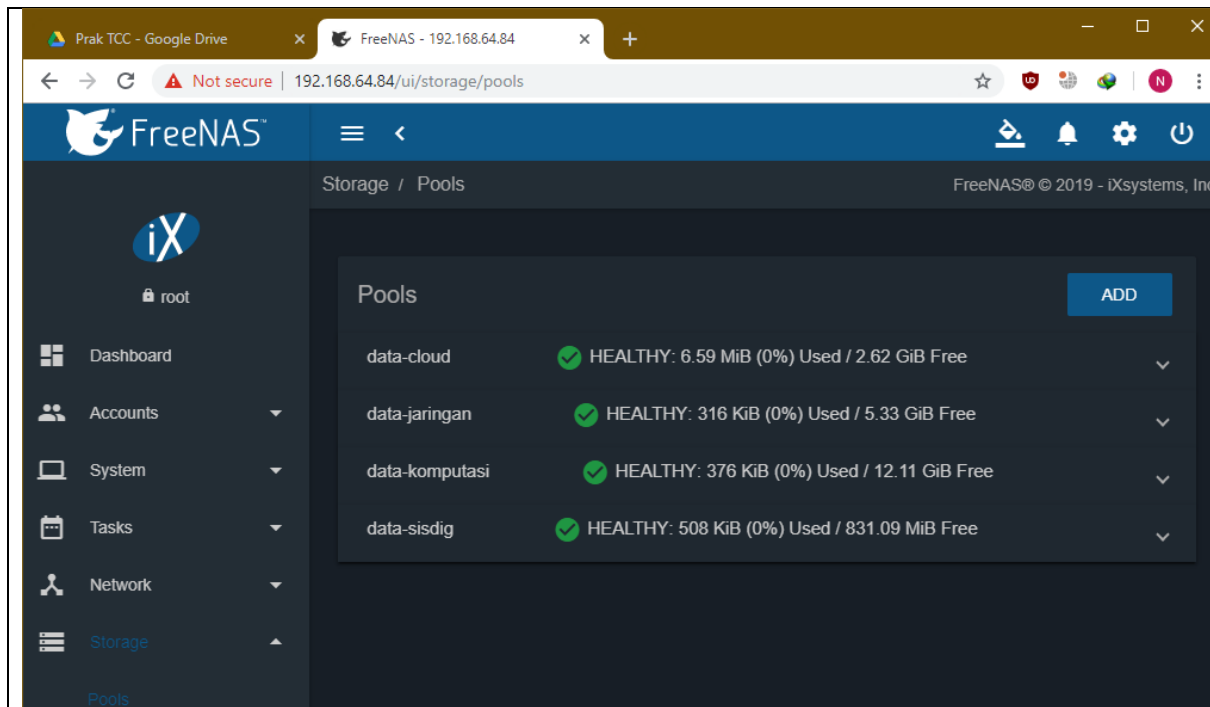 Prak TCC - Google Drive
FreeNAS - 192.168.64.84
Not secure | 192.168.64.84/ui/storage/pools
N
FreeNAS™
Storage / Pools
FreeNAS® © 2019 - iXsystems, Inc
iX
root
Dashboard
Accounts
System
Tasks
Network
Storage
Pools
Pools
ADD
data-cloud HEALTHY: 6.59 MiB (0%) Used / 2.62 GiB Free
data-jaringan HEALTHY: 316 KiB (0%) Used / 5.33 GiB Free
data-komputasi HEALTHY: 376 KiB (0%) Used / 12.11 GiB Free
data-sisdig HEALTHY: 508 KiB (0%) Used / 831.09 MiB Free